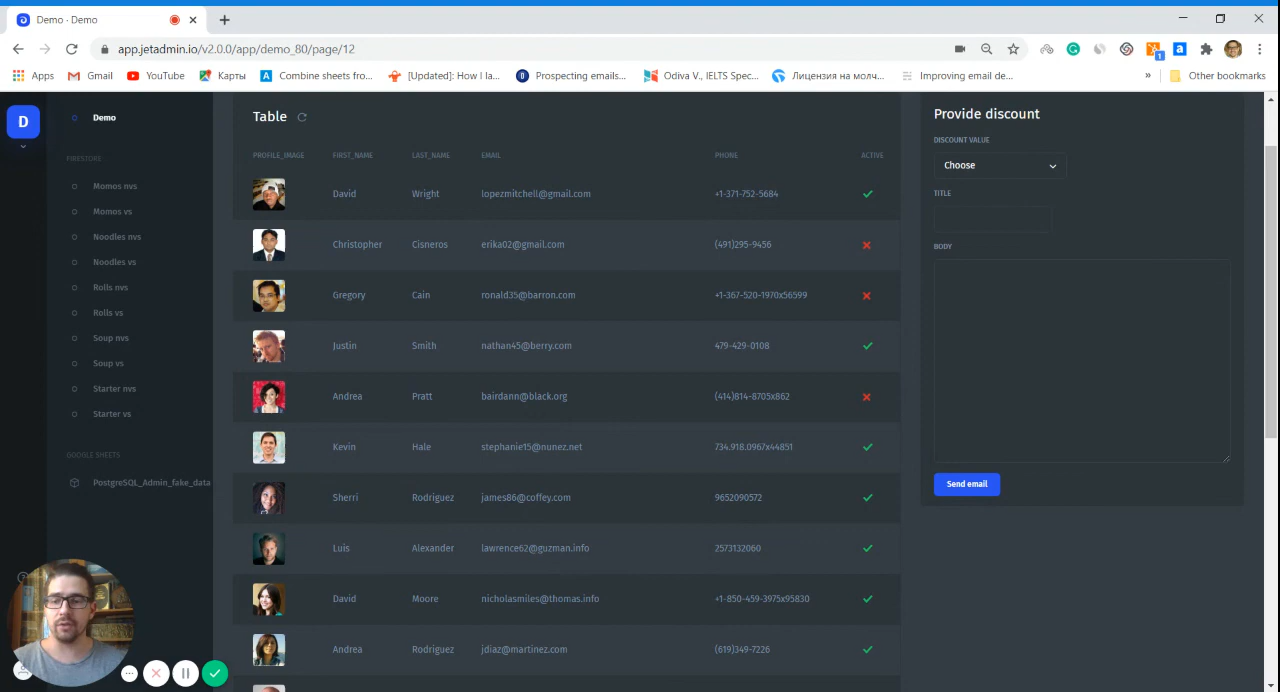 Demo · Demo
app.jetadmin.io/v2.0.0/app/demo_80/page/12
1
a
Apps
Gmail
YouTube
Карты
A Combine sheets fro...
[Updated]: How I la...
Prospecting emails...
Odiva V., IELTS Spec...
Лицензия на молч...
Improving email de...
»
Other bookmarks
D
Demo
FIRESTORE
Momos nvs
Momos vs
Noodles nvs
Noodles vs
Rolls nvs
Rolls vs
Soup nvs
Soup vs
Starter nvs
Starter vs
GOOGLE SHEETS
PostgreSQL_Admin_fake_data
Table
PROFILE_IMAGE FIRST_NAME LAST_NAME EMAIL PHONE ACTIVE
David Wright lopezmitchell@gmail.com +1-371-752-5684
Christopher Cisneros erika02@gmail.com (491)295-9456
Gregory Cain ronald35@barron.com +1-367-520-1970x56599
Justin Smith nathan45@berry.com 479-429-0108
Andrea Pratt bairdann@black.org (414)814-8705x862
Kevin Hale stephanie15@nunez.net 734.918.0967x44851
Sherri Rodriguez james86@coffey.com 9652090572
Luis Alexander lawrence62@guzman.info 2573132060
David Moore nicholasmiles@thomas.info +1-850-459-3975x95830
Andrea Rodriguez jdiaz@martinez.com (619)349-7226
Provide discount
DISCOUNT VALUE
Choose
TITLE
BODY
Send email